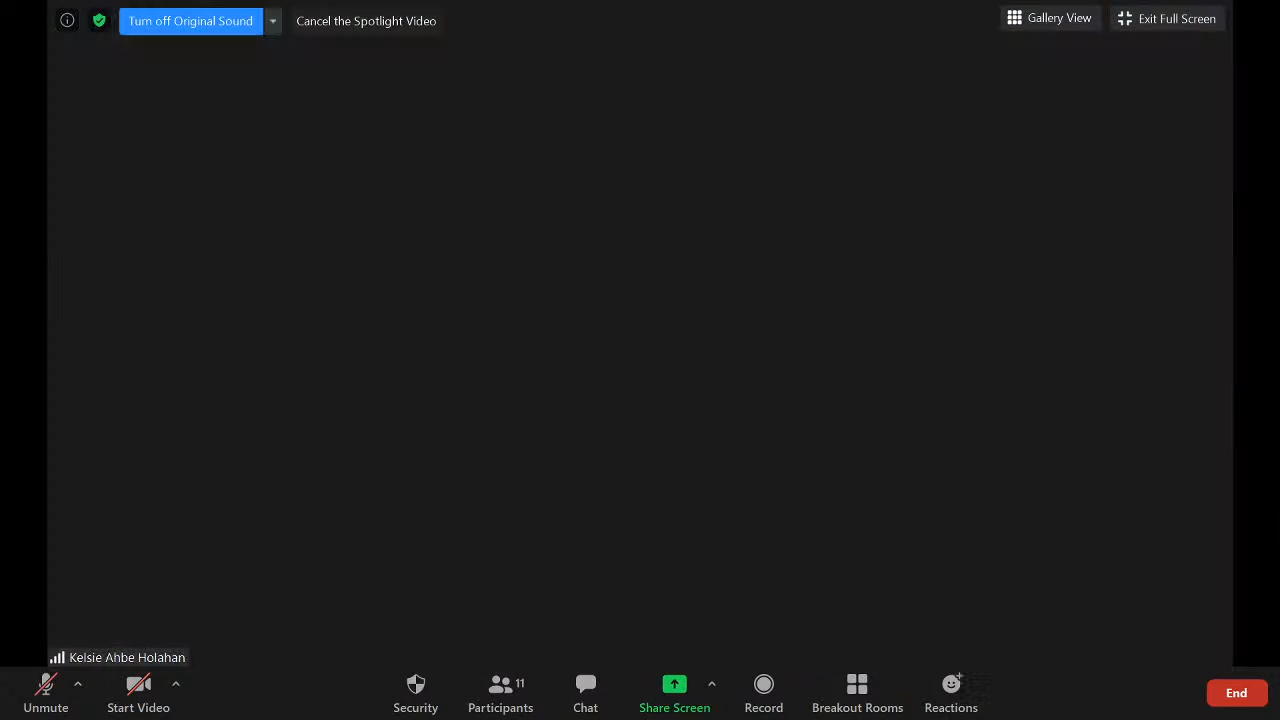 Turn off Original Sound
Cancel the Spotlight Video
Gallery View
Exit Full Screen
Kelsie Ahbe Holahan
Unmute
Start Video
Security
11
Participants
Chat
Share Screen
Record
Breakout Rooms
Reactions
End